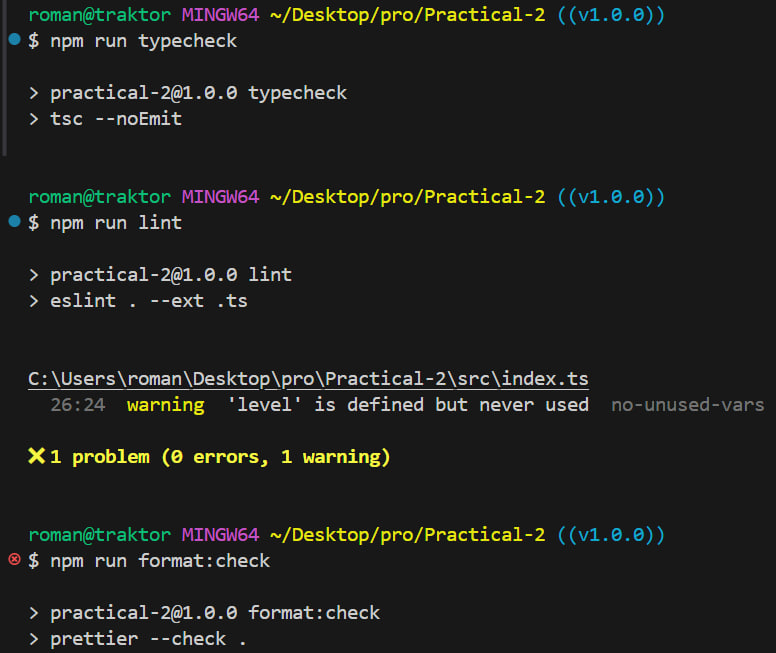 roman@traktor MINGW64 ~/Desktop/pro/Practical-2 ((v1.0.0))
$ npm run typecheck
> practical-2@1.0.0 typecheck
> tsc --noEmit
roman@traktor MINGW64 ~/Desktop/pro/Practical-2 ((v1.0.0))
$ npm run lint
> practical-2@1.0.0 lint
> eslint . --ext .ts
C:\Users\roman\Desktop\pro\Practical-2\src\index.ts
26:24  warning  'level' is defined but never used  no-unused-vars
✖ 1 problem (0 errors, 1 warning)
roman@traktor MINGW64 ~/Desktop/pro/Practical-2 ((v1.0.0))
$ npm run format:check
> practical-2@1.0.0 format:check
> prettier --check .